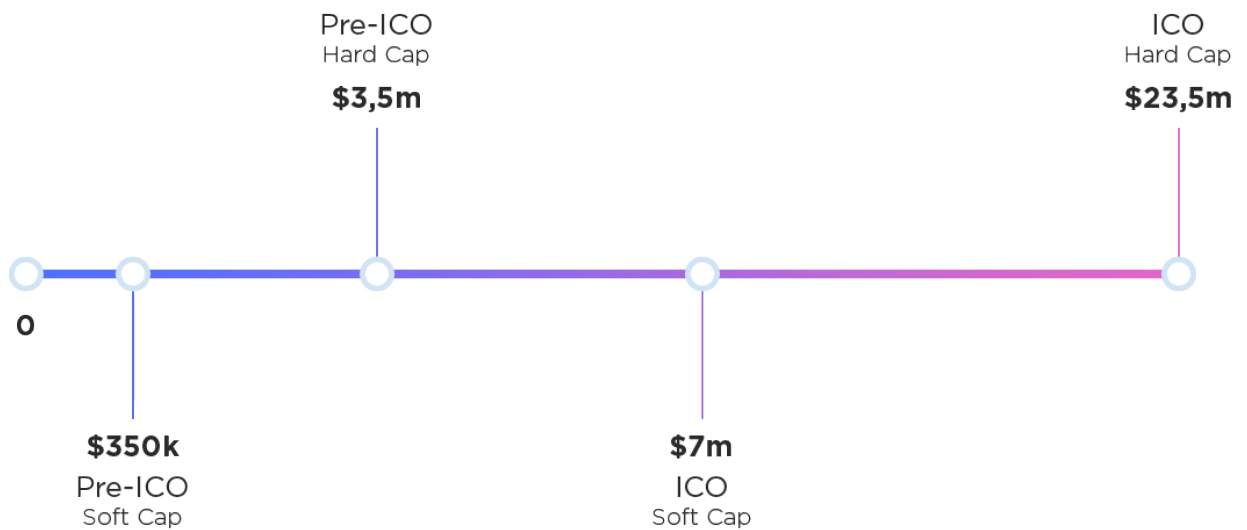 Pre-ICO
Hard Cap
$3,5m
ICO
Hard Cap
$23,5m
0
$350k
Pre-ICO
Soft Cap
$7m
ICO
Soft Cap